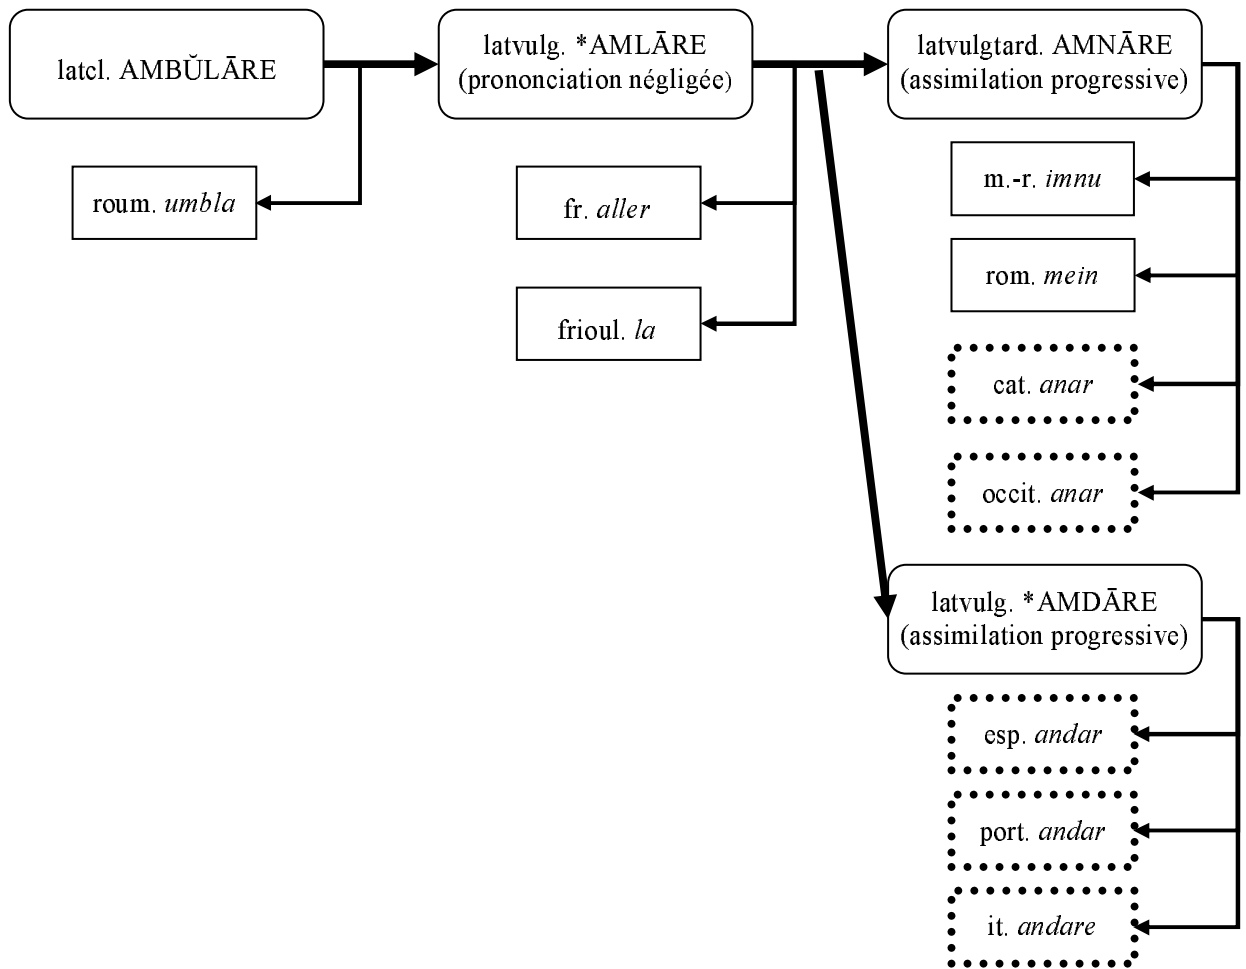 latcl. AMBŬLĀRE
latvulg. *AMLĀRE
(prononciation négligée)
latvulgtard. AMNĀRE
(assimilation progressive)
roum. umbla
fr. aller
frioul. la
m.-r. imnu
rom. mein
cat. anar
occit. anar
latvulg. *AMDĀRE
(assimilation progressive)
esp. andar
port. andar
it. andare